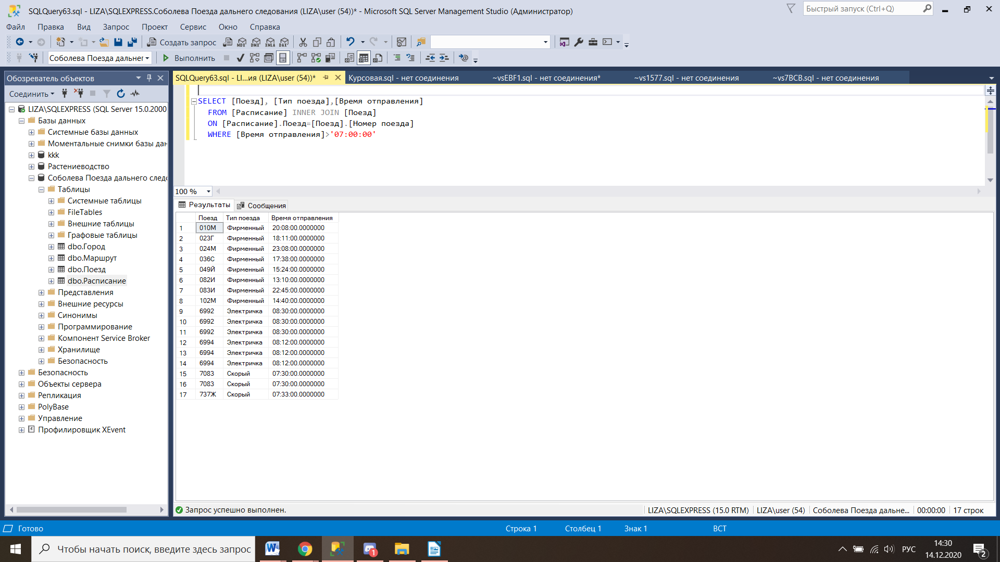 SQLQuery63.sql - LIZA\SQLEXPRESS.Соболева Поезда дальнего следования (LIZA\user (54))* - Microsoft SQL Server Management Studio (Администратор)
Быстрый запуск (Ctrl+Q)
Файл Правка Вид Запрос Проект Сервис Окно Справка
Создать запрос
Соболева Поезда дальнег Выполнить
Обозреватель объектов
Соединить
LIZA\SQLEXPRESS (SQL Server 15.0.2000
Базы данных
Системные базы данных
Моментальные снимки базы дан
kkk
Растениеводство
Соболева Поезда дальнего след
Таблицы
Системные таблицы
FileTables
Внешние таблицы
Графовые таблицы
dbo.Город
dbo.Маршрут
dbo.Поезд
dbo.Расписание
Представления
Внешние ресурсы
Синонимы
Программирование
Компонент Service Broker
Хранилище
Безопасность
Безопасность
Объекты сервера
Репликация
PolyBase
Управление
Профилировщик XEvent
SQLQuery63.sql - LI...ия (LIZA\user (54))* Курсовая.sql - нет соединения ~vsEBF1.sql - нет соединения* ~vs1577.sql - нет соединения ~vs7BCB.sql - нет соединения
SELECT [Поезд], [Тип поезда],[Время отправления]
FROM [Расписание] INNER JOIN [Поезд]
ON [Расписание].Поезд=[Поезд].[Номер поезда]
WHERE [Время отправления]>'07:00:00'
100 %
Результаты Сообщения
Поезд Тип поезда Время отправления
1 010М Фирменный 20:08:00.0000000
2 023Г Фирменный 18:11:00.0000000
3 024М Фирменный 23:08:00.0000000
4 036С Фирменный 17:38:00.0000000
5 049Й Фирменный 15:24:00.0000000
6 082И Фирменный 13:10:00.0000000
7 083И Фирменный 22:45:00.0000000
8 102М Фирменный 14:40:00.0000000
9 6992 Электричка 08:30:00.0000000
10 6992 Электричка 08:30:00.0000000
11 6992 Электричка 08:30:00.0000000
12 6994 Электричка 08:12:00.0000000
13 6994 Электричка 08:12:00.0000000
14 6994 Электричка 08:12:00.0000000
15 7083 Скорый 07:30:00.0000000
16 7083 Скорый 07:30:00.0000000
17 737Ж Скорый 07:33:00.0000000
Запрос успешно выполнен. LIZA\SQLEXPRESS (15.0 RTM) LIZA\user (54) Соболева Поезда дальне... 00:00:00 17 строк
Готово Строка 1 Столбец 1 Знак 1 ВСТ
Чтобы начать поиск, введите здесь запрос
1
РУС
14:30
14.12.2020
2